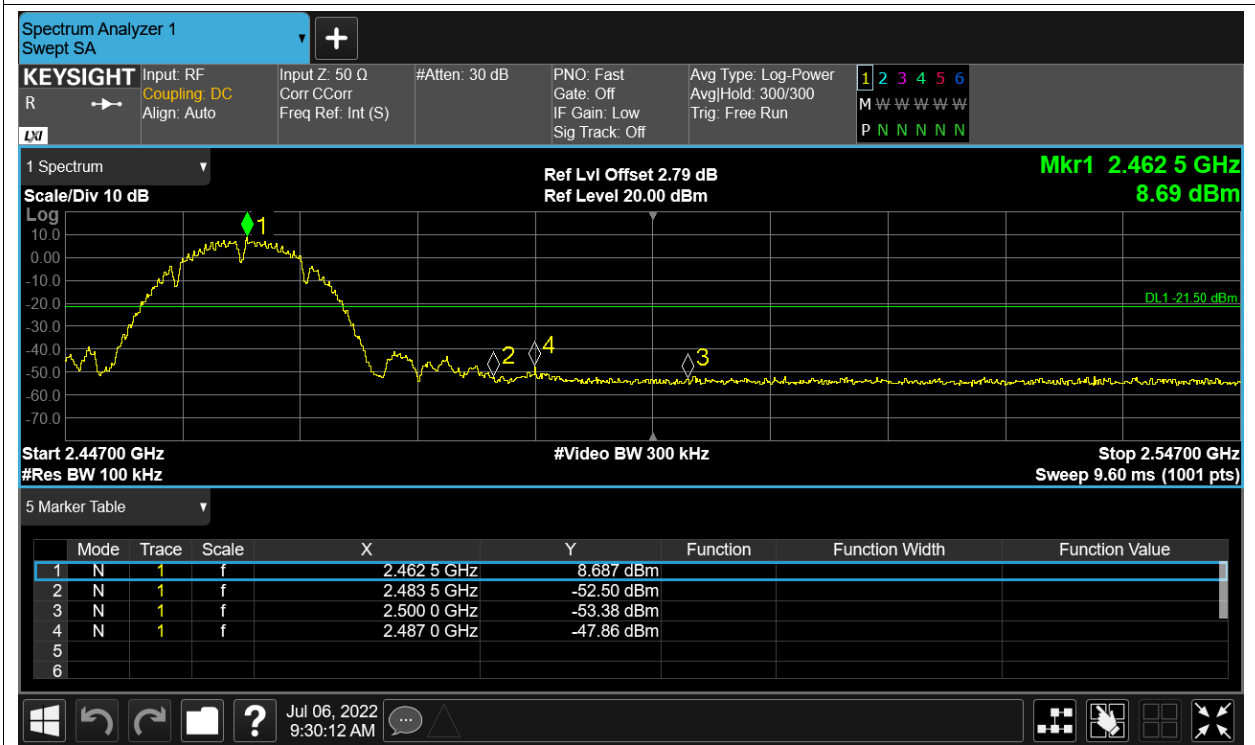 Spectrum Analyzer 1
Swept SA
KEYSIGHT Input: RF Input Z: 50 Ω #Atten: 30 dB PNO: Fast Avg Type: Log-Power 1 2 3 4 5 6
R Coupling: DC Corr CCorr Gate: Off Avg|Hold: 300/300 M W W W W W
Align: Auto Freq Ref: Int (S) IF Gain: Low Trig: Free Run
LXI Sig Track: Off P N N N N N
1 Spectrum Ref Lvl Offset 2.79 dB Mkr1 2.462 5 GHz
Scale/Div 10 dB Ref Level 20.00 dBm 8.69 dBm
Log
10.0
0.00
-10.0
-20.0
-30.0
-40.0
-50.0
-60.0
-70.0
1
DL1 -21.50 dBm
2
4
3
Start 2.44700 GHz #Video BW 300 kHz Stop 2.54700 GHz
#Res BW 100 kHz Sweep 9.60 ms (1001 pts)
5 Marker Table
Mode Trace Scale X Y Function Function Width Function Value
1 N 1 f 2.462 5 GHz 8.687 dBm
2 N 1 f 2.483 5 GHz -52.50 dBm
3 N 1 f 2.500 0 GHz -53.38 dBm
4 N 1 f 2.487 0 GHz -47.86 dBm
5
6
? Jul 06, 2022
9:30:12 AM